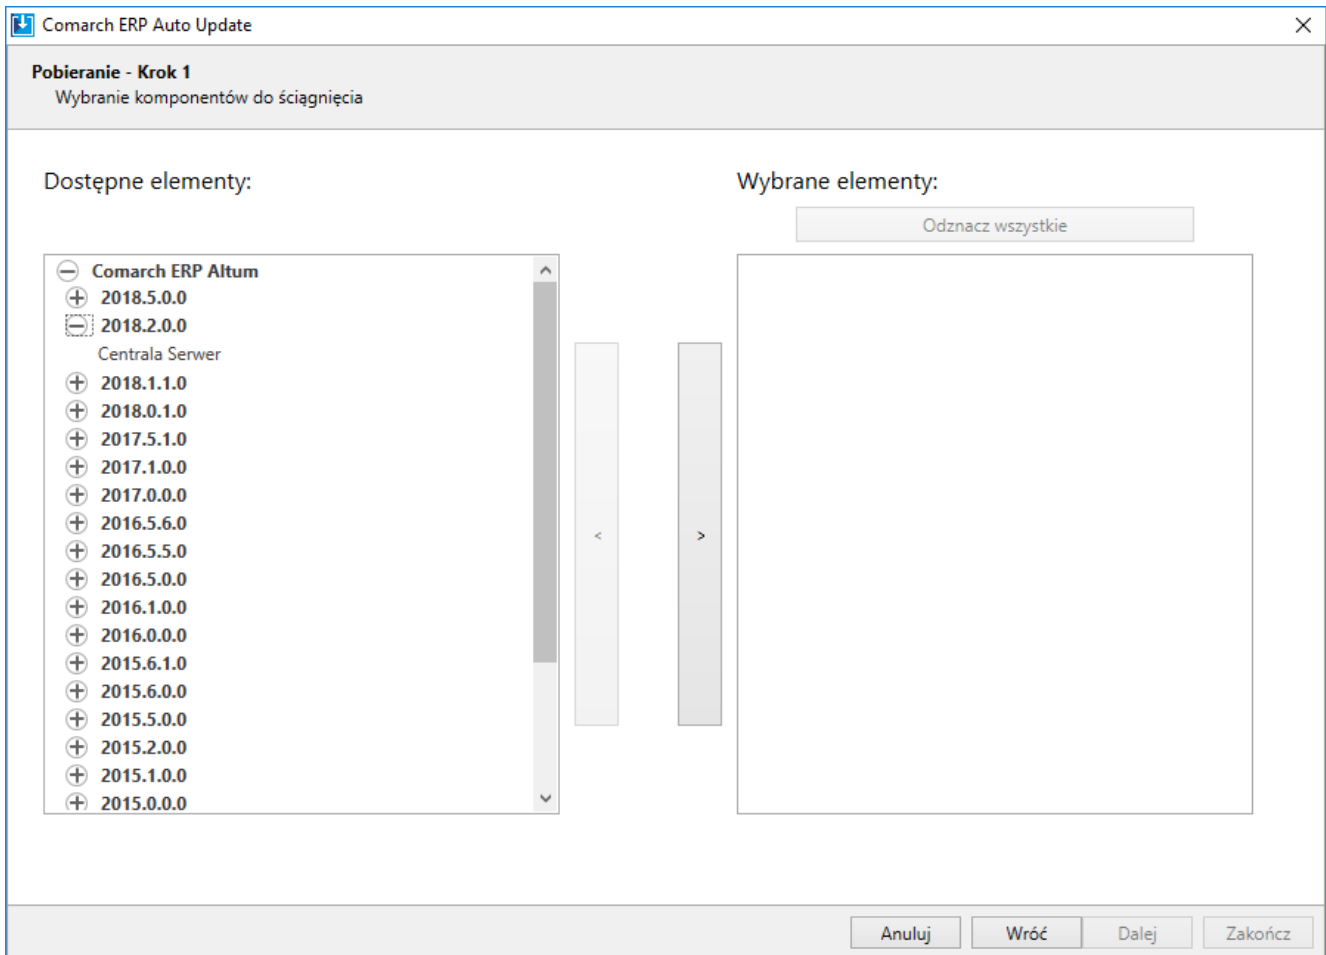 Comarch ERP Auto Update
Pobieranie - Krok 1
Wybranie komponentów do ściągnięcia
Dostępne elementy:
Wybrane elementy:
Odznacz wszystkie
Comarch ERP Altum
2018.5.0.0
2018.2.0.0
Centrala Serwer
2018.1.1.0
2018.0.1.0
2017.5.1.0
2017.1.0.0
2017.0.0.0
2016.5.6.0
2016.5.5.0
2016.5.0.0
2016.1.0.0
2016.0.0.0
2015.6.1.0
2015.6.0.0
2015.5.0.0
2015.2.0.0
2015.1.0.0
2015.0.0.0
< >
Anuluj Wróć Dalej Zakończ